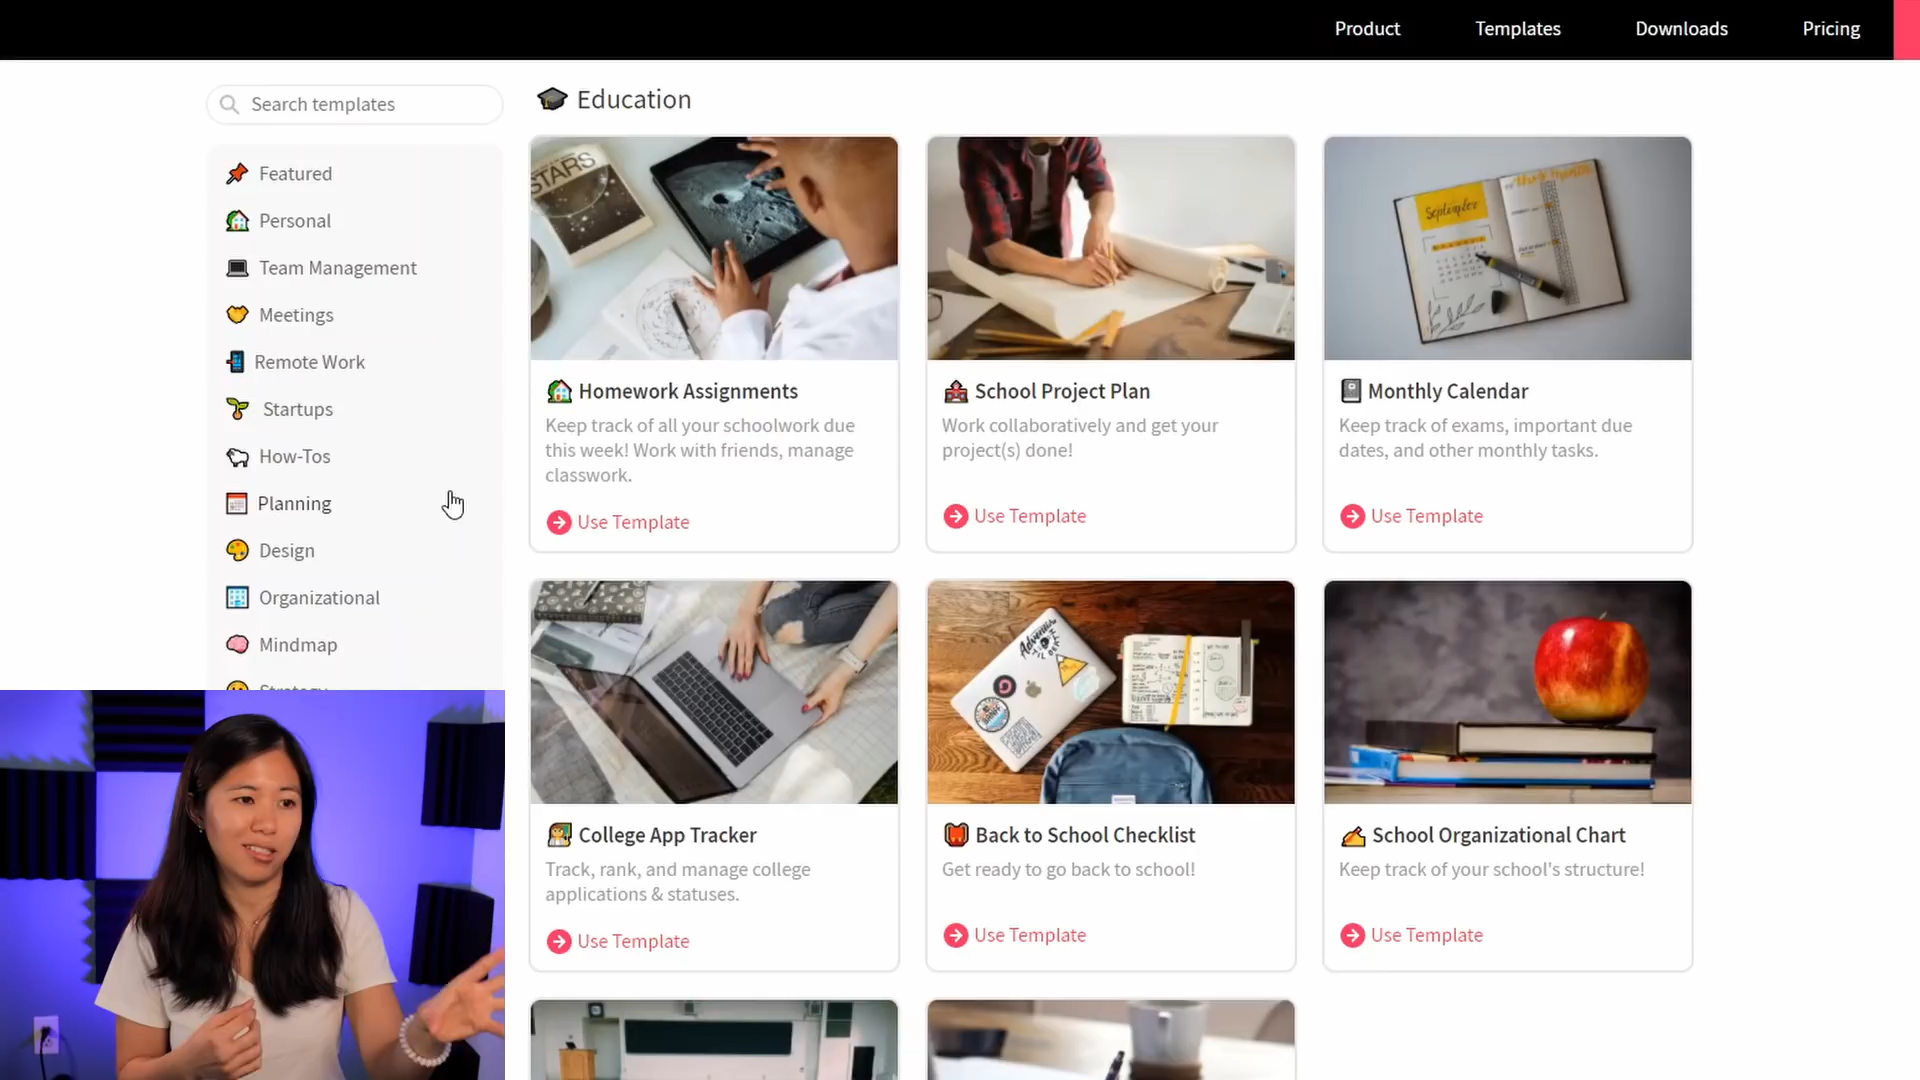 Product
Templates
Downloads
Pricing
Search templates
Featured
Personal
Team Management
Meetings
Remote Work
Startups
How-Tos
Planning
Design
Organizational
Mindmap
Strategy
Education
STARS
September
Homework Assignments
Keep track of all your schoolwork due
this week! Work with friends, manage
classwork.
Use Template
School Project Plan
Work collaboratively and get your
project(s) done!
Use Template
Monthly Calendar
Keep track of exams, important due
dates, and other monthly tasks.
Use Template
College App Tracker
Track, rank, and manage college
applications & statuses.
Use Template
Back to School Checklist
Get ready to go back to school!
Use Template
School Organizational Chart
Keep track of your school's structure!
Use Template